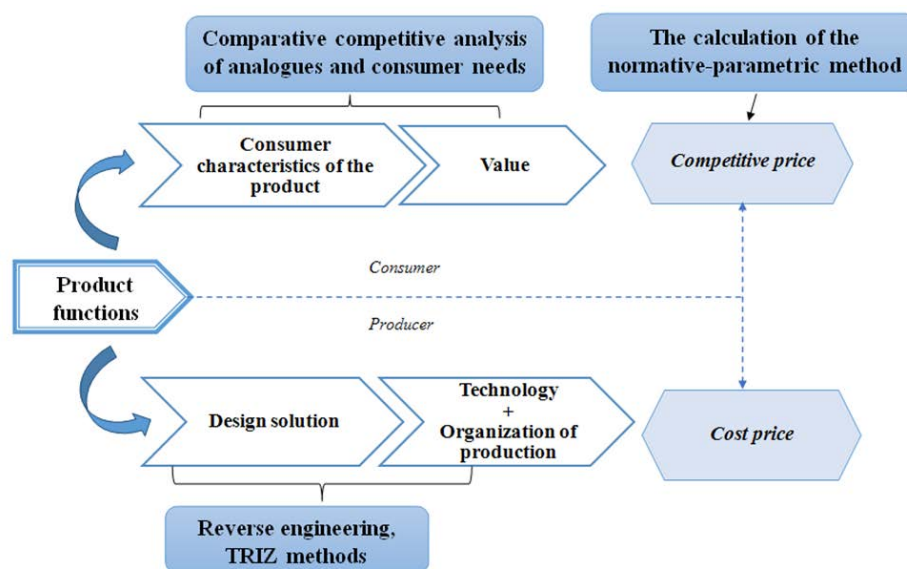 Comparative competitive analysis
of analogues and consumer needs
The calculation of the
normative-parametric method
Consumer
characteristics of the
product
Value
Competitive price
Product
functions
Consumer
Producer
Design solution
Technology
+
Organization of
production
Cost price
Reverse engineering,
TRIZ methods